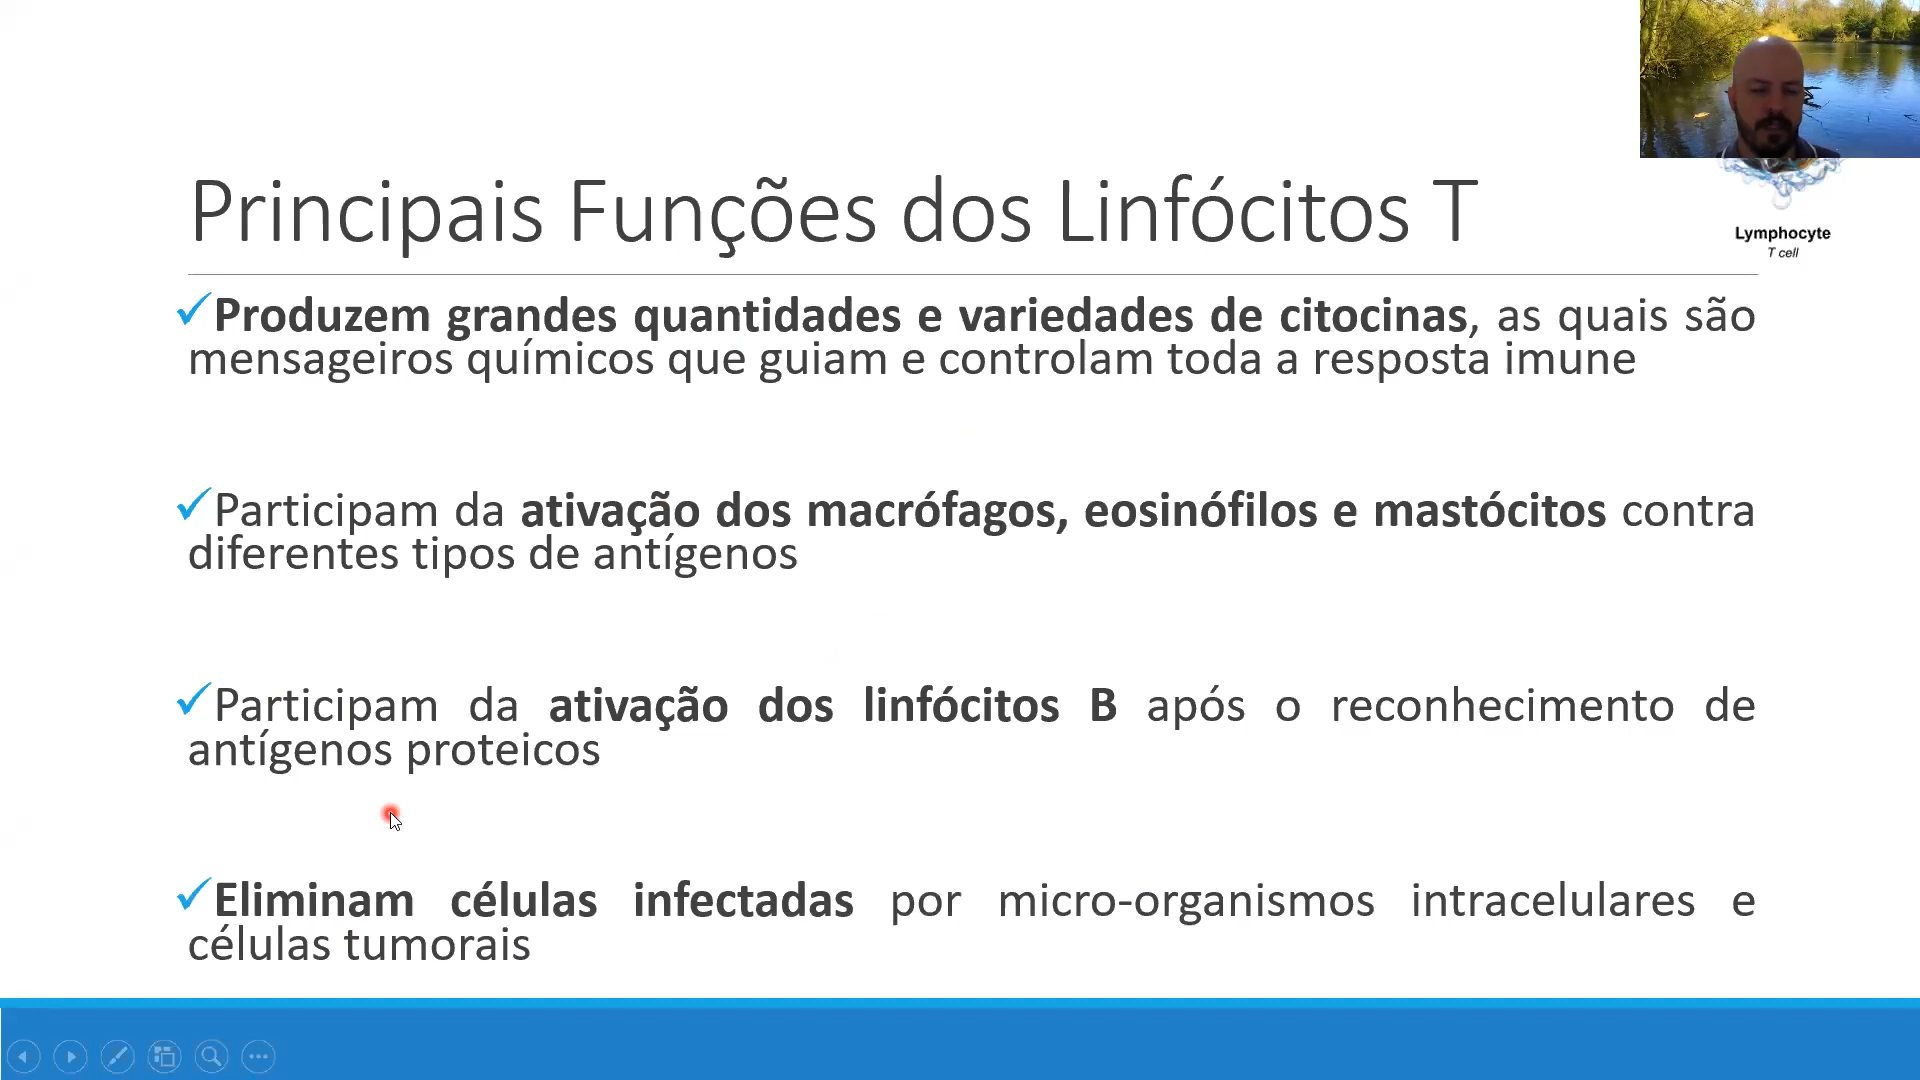 Principais Funções dos Linfócitos T
Lymphocyte
T cell
Produzem grandes quantidades e variedades de citocinas, as quais são
mensageiros químicos que guiam e controlam toda a resposta imune
Participam da ativação dos macrófagos, eosinófilos e mastócitos contra
diferentes tipos de antígenos
Participam da ativação dos linfócitos B após o reconhecimento de
antígenos proteicos
Eliminam células infectadas por micro-organismos intracelulares e
células tumorais